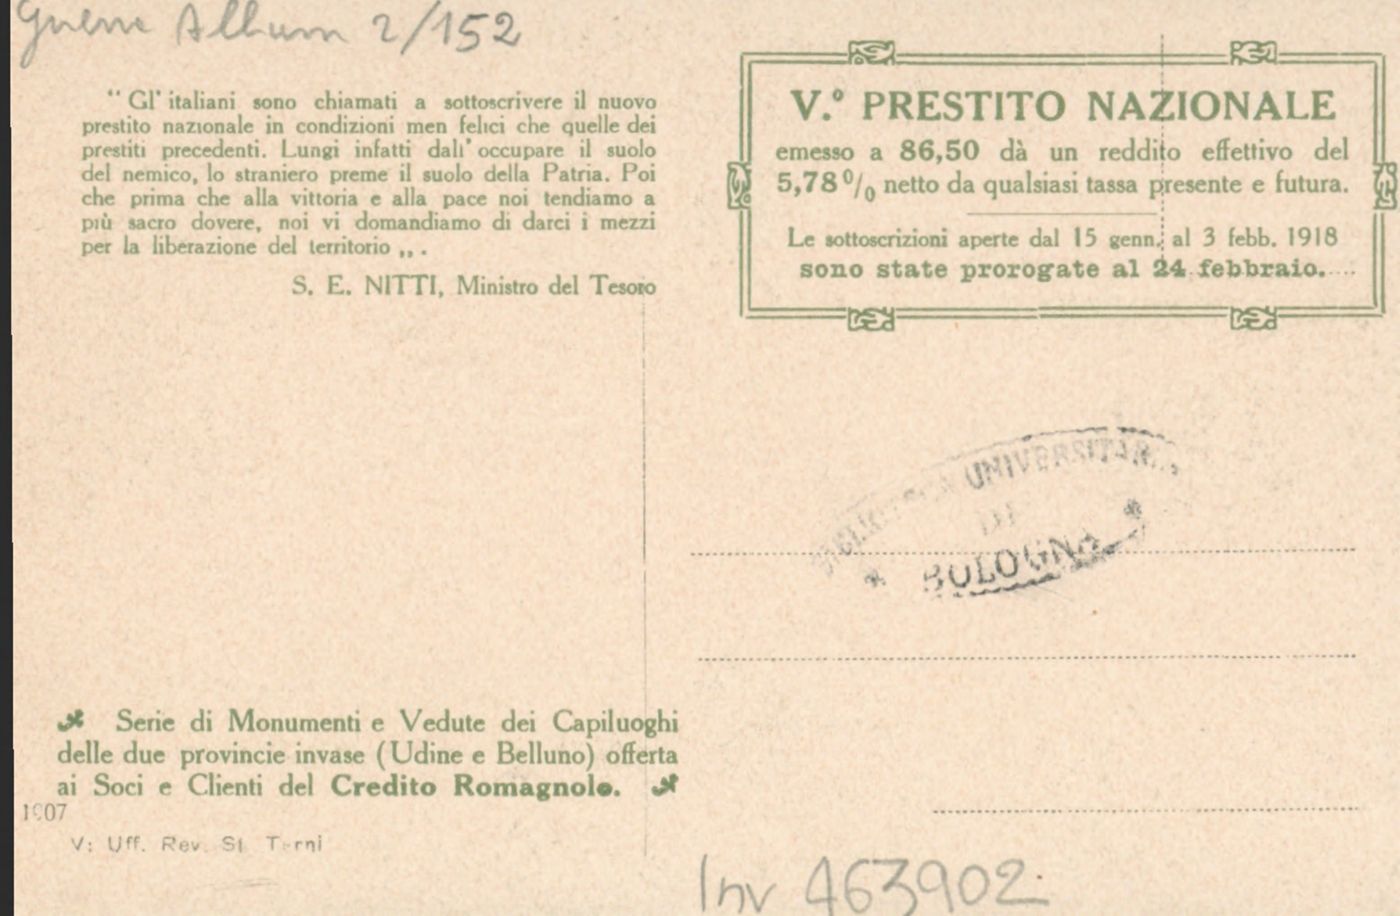 Guerre Album 2/152
“ Gl' italiani sono chiamati a sottoscrivere il nuovo
prestito nazionale in condizioni men felici che quelle dei
prestiti precedenti. Lungi infatti dall' occupare il suolo
del nemico, lo straniero preme il suolo della Patria. Poi
che prima che alla vittoria e alla pace noi tendiamo a
più sacro dovere, noi vi domandiamo di darci i mezzi
per la liberazione del territorio „ .
S. E. NITTI, Ministro del Tesoro
V.° PRESTITO NAZIONALE
emesso a 86,50 dà un reddito effettivo del
5,78 % netto da qualsiasi tassa presente e futura.
Le sottoscrizioni aperte dal 15 genn. al 3 febb. 1918
sono state prorogate al 24 febbraio.
BIBLIOTECA UNIVERSITARIA
DI
* BOLOGNA *
Serie di Monumenti e Vedute dei Capiluoghi
delle due provincie invase (Udine e Belluno) offerta
ai Soci e Clienti del Credito Romagnolo.
1907
V: Uff. Rev. St. Terni
Inv 463902